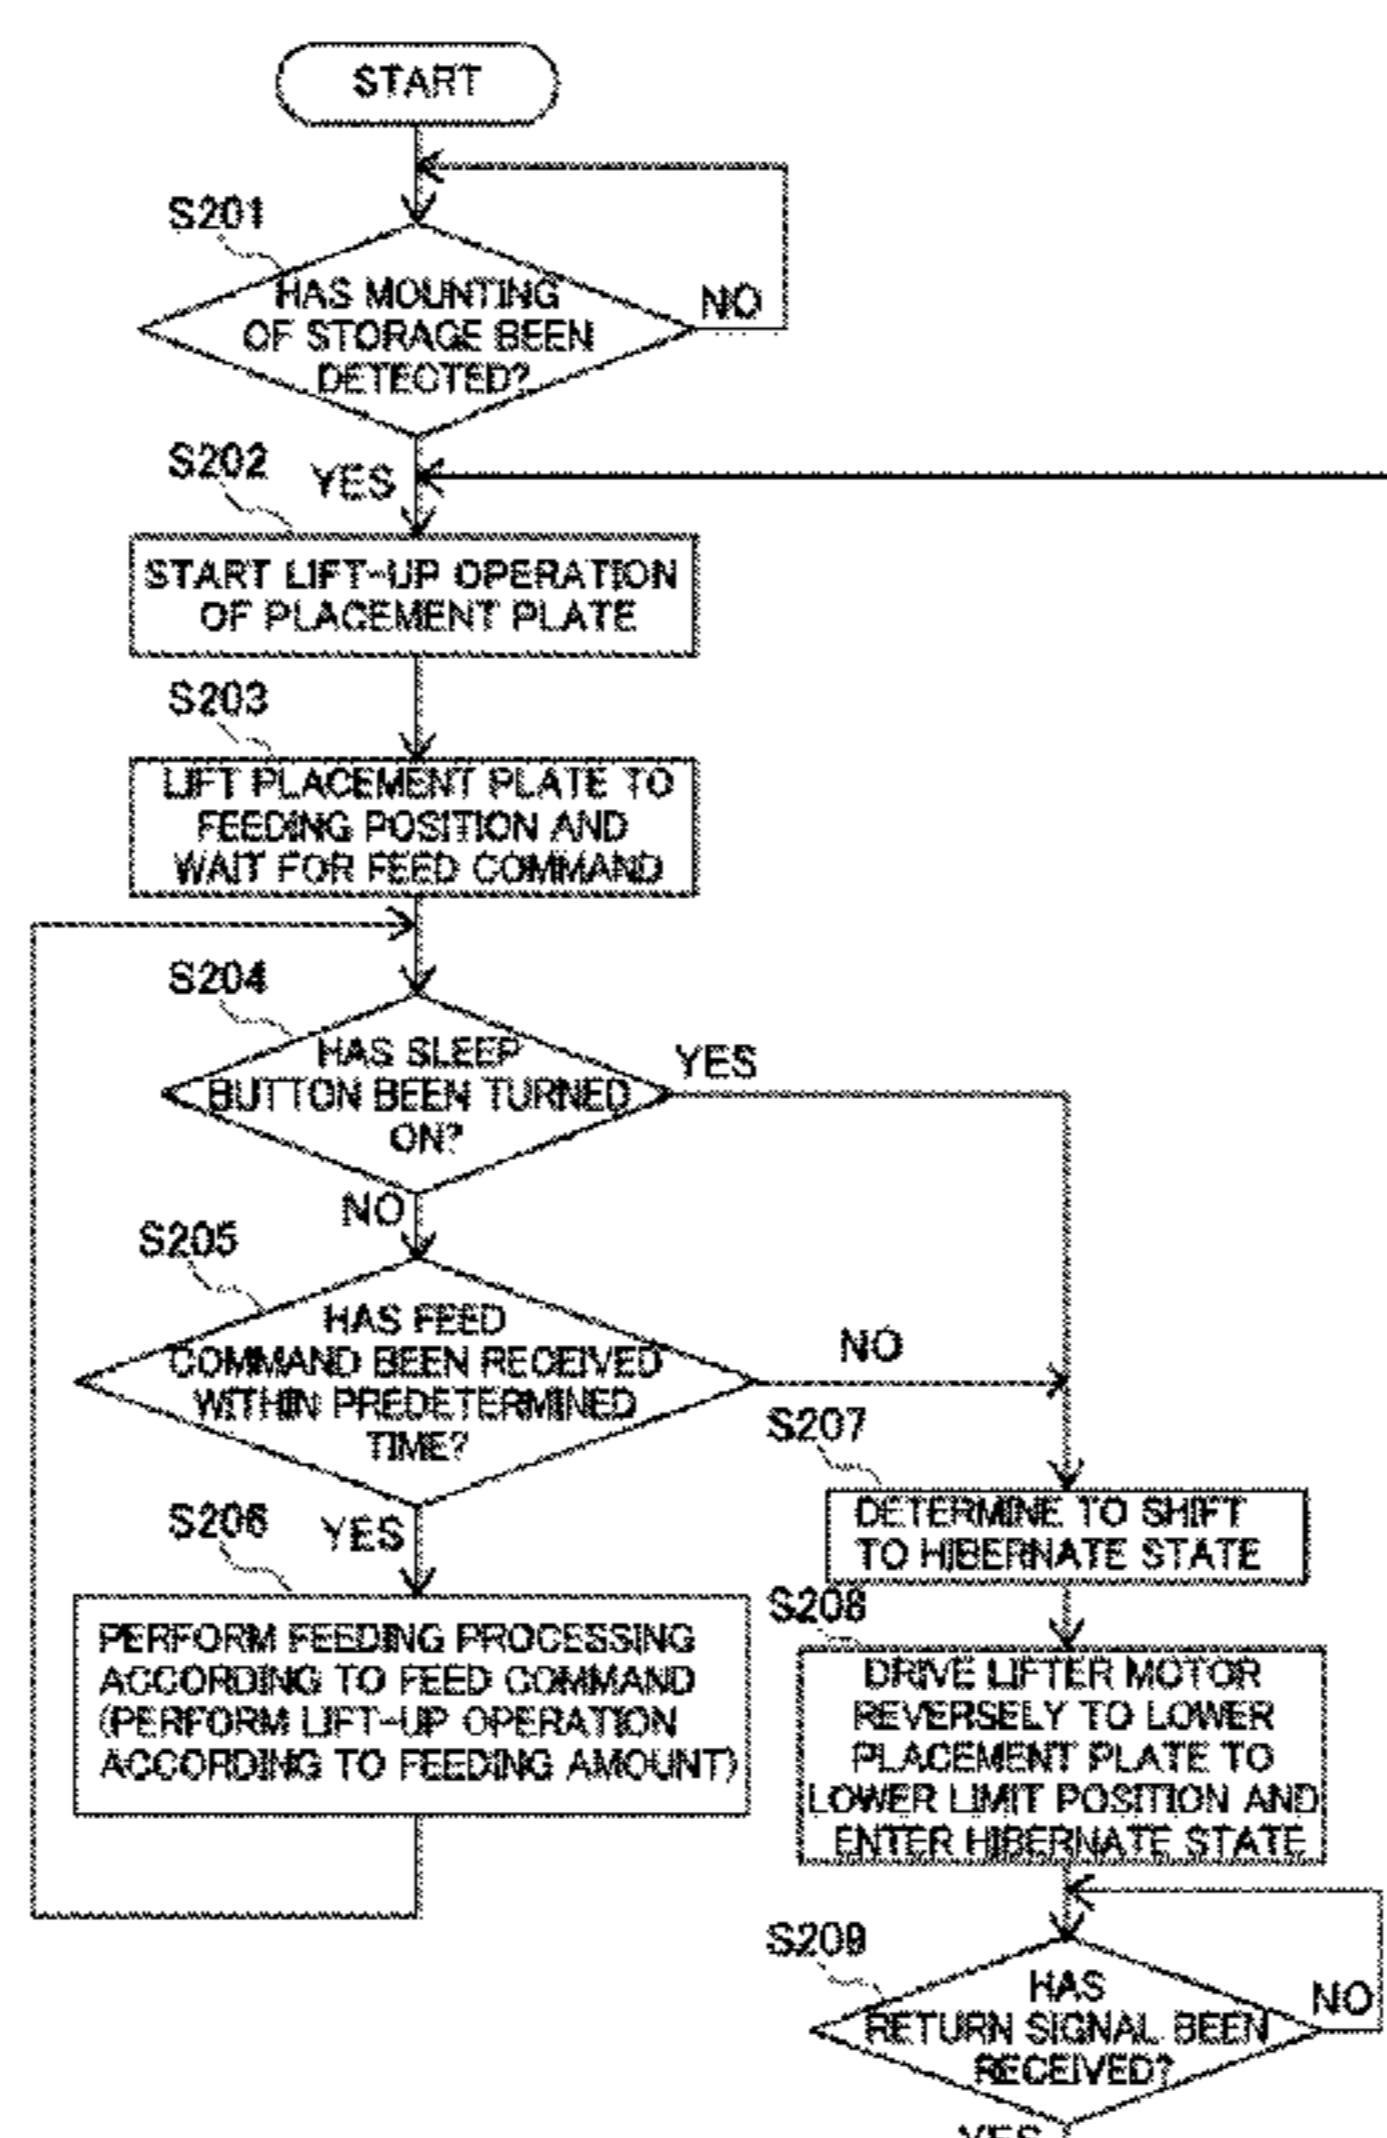 START
S201
HAS MOUNTING
OF STORAGE BEEN
DETECTED?
NO
S202
YES
START LIFT-UP OPERATION
OF PLACEMENT PLATE
S203
LIFT PLACEMENT PLATE TO
FEEDING POSITION AND
WAIT FOR FEED COMMAND
S204
HAS SLEEP
BUTTON BEEN TURNED
ON?
YES
NO
S205
HAS FEED
COMMAND BEEN RECEIVED
WITHIN PREDETERMINED
TIME?
NO
S206
YES
PERFORM FEEDING PROCESSING
ACCORDING TO FEED COMMAND
(PERFORM LIFT-UP OPERATION
ACCORDING TO FEEDING AMOUNT)
S207
DETERMINE TO SHIFT
TO HIBERNATE STATE
S208
DRIVE LIFTER MOTOR
REVERSELY TO LOWER
PLACEMENT PLATE TO
LOWER LIMIT POSITION AND
ENTER HIBERNATE STATE
S209
HAS
RETURN SIGNAL BEEN
RECEIVED?
NO
YES